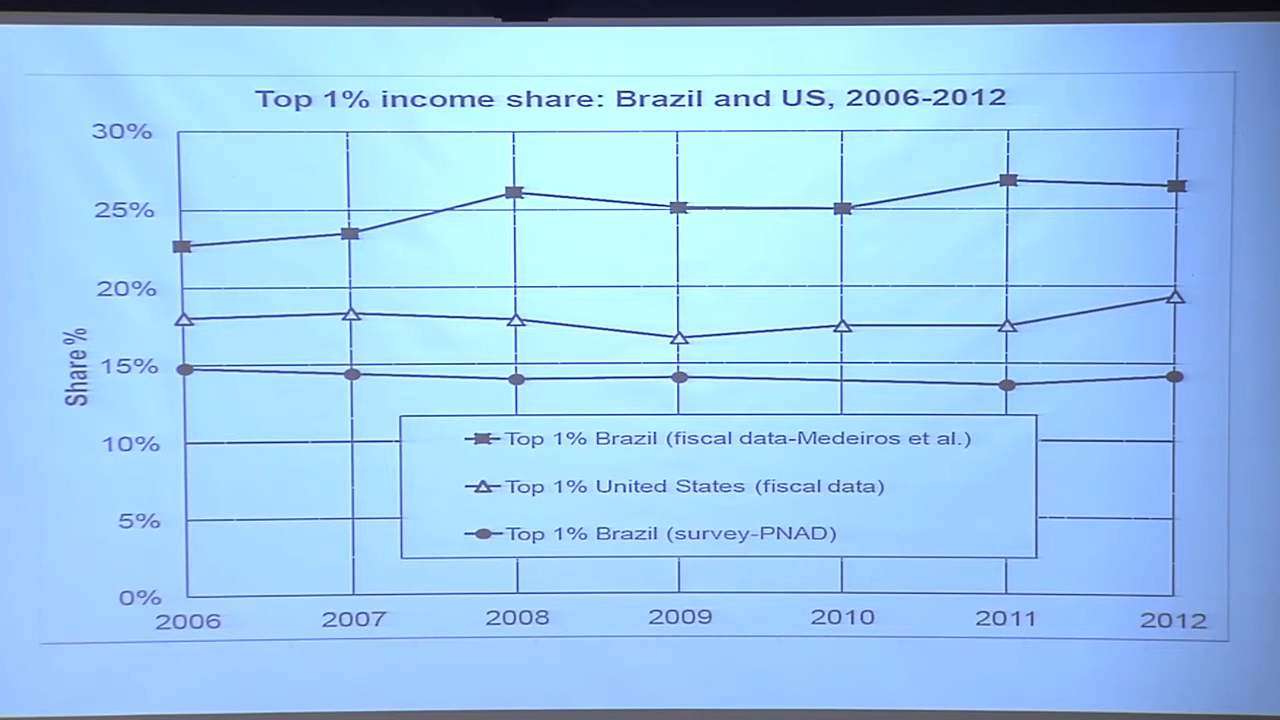 Top 1% income share: Brazil and US, 2006-2012
30%
25%
20%
15%
10%
5%
0%
Share %
Top 1% Brazil (fiscal data-Medeiros et al.)
Top 1% United States (fiscal data)
Top 1% Brazil (survey-PNAD)
2006 2007 2008 2009 2010 2011 2012